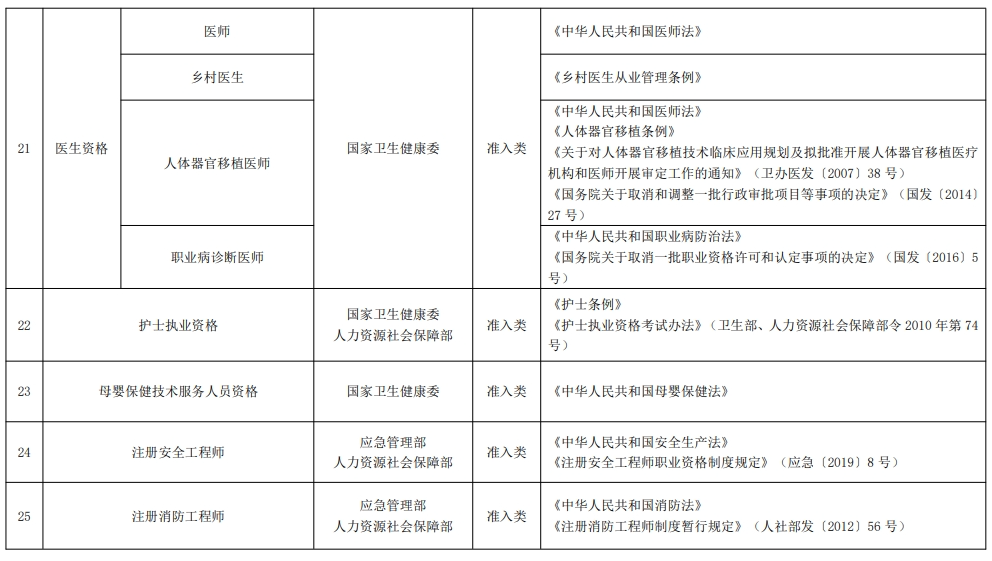 21
医生资格
医师
国家卫生健康委
准入类
《中华人民共和国医师法》
乡村医生
《乡村医生从业管理条例》
人体器官移植医师
《中华人民共和国医师法》
《人体器官移植条例》
《关于对人体器官移植技术临床应用规划及拟批准开展人体器官移植医疗
机构和医师开展审定工作的通知》（卫办医发〔2007〕38 号）
《国务院关于取消和调整一批行政审批项目等事项的决定》（国发〔2014〕
27 号）
职业病诊断医师
《中华人民共和国职业病防治法》
《国务院关于取消一批职业资格许可和认定事项的决定》（国发〔2016〕5
号）
22
护士执业资格
国家卫生健康委
人力资源社会保障部
准入类
《护士条例》
《护士执业资格考试办法》（卫生部、人力资源社会保障部令 2010 年第 74
号）
23
母婴保健技术服务人员资格
国家卫生健康委
准入类
《中华人民共和国母婴保健法》
24
注册安全工程师
应急管理部
人力资源社会保障部
准入类
《中华人民共和国安全生产法》
《注册安全工程师职业资格制度规定》（应急〔2019〕8 号）
25
注册消防工程师
应急管理部
人力资源社会保障部
准入类
《中华人民共和国消防法》
《注册消防工程师制度暂行规定》（人社部发〔2012〕56 号）